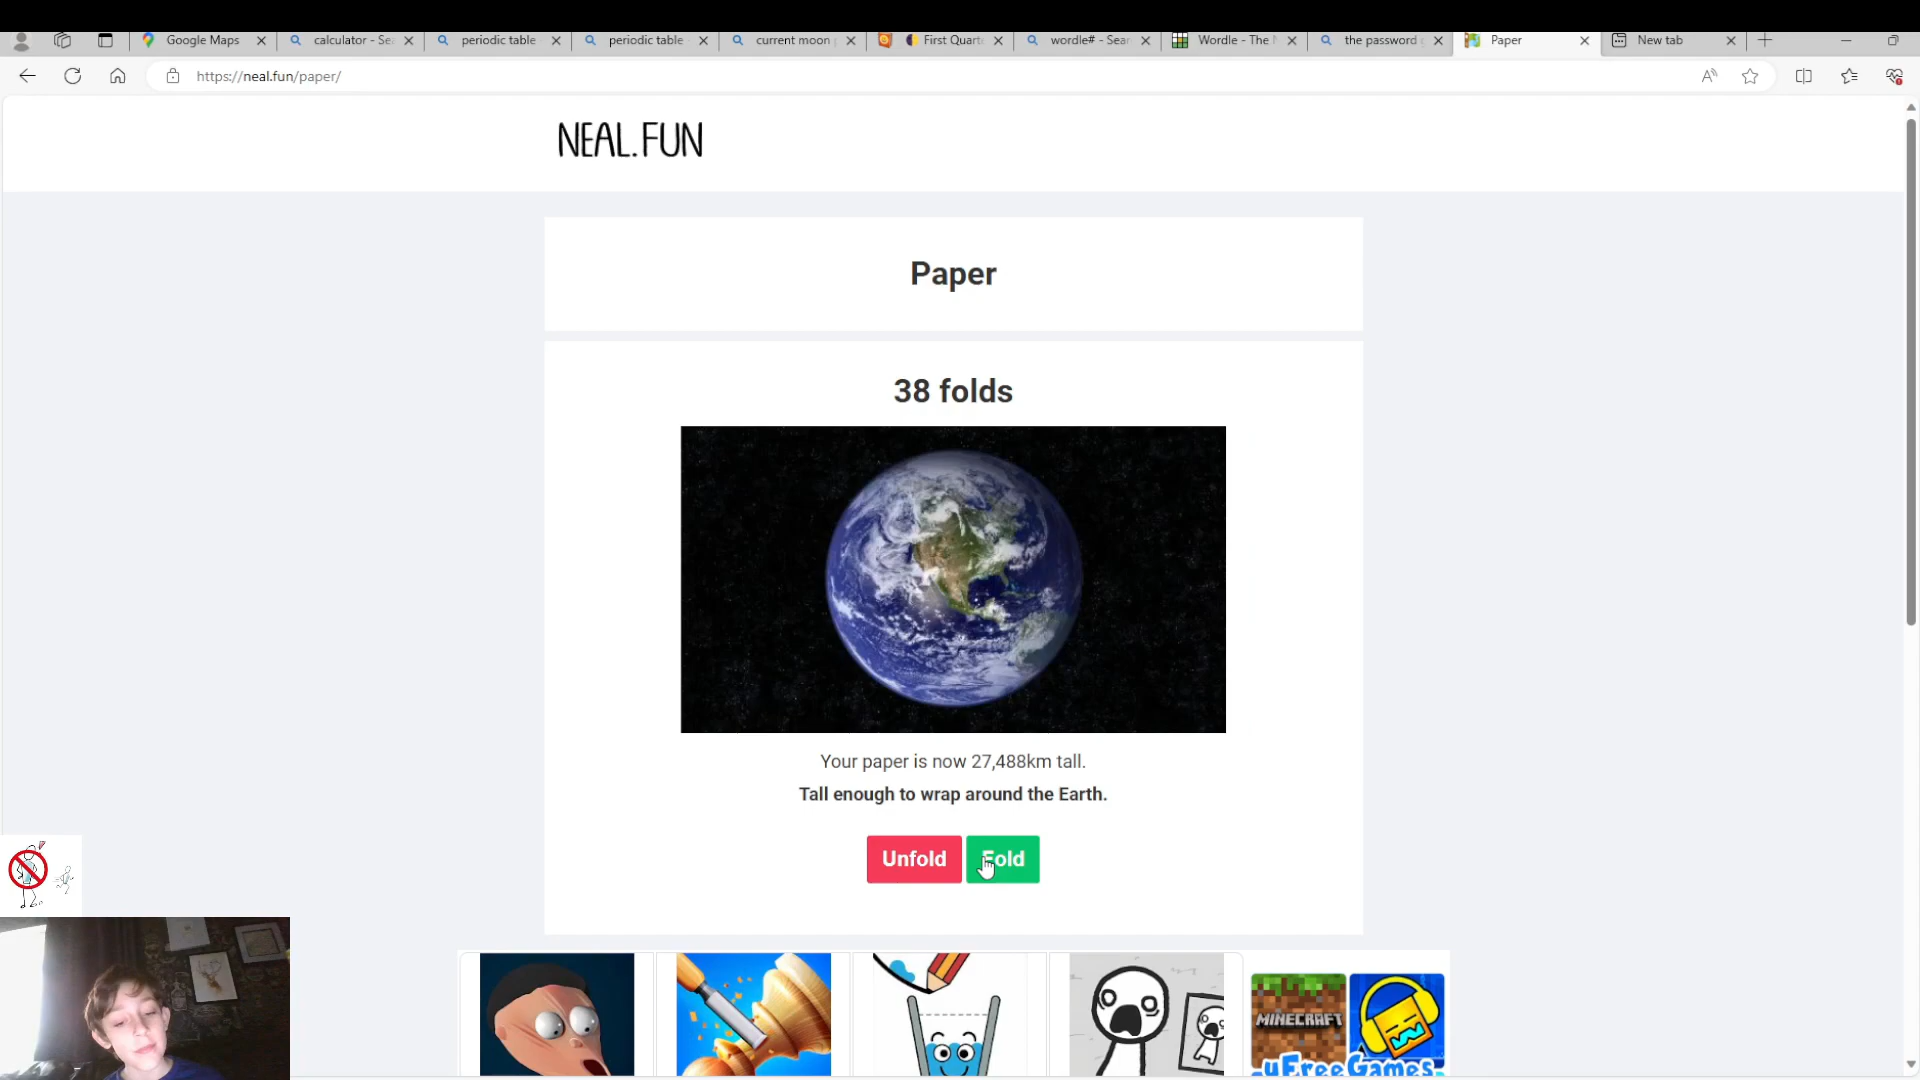 Google Maps
calculator - Se
periodic table
periodic table
current moon
First Quart
wordle# - Sear
Wordle - The
the password
Paper
New tab
https://neal.fun/paper/
NEAL.FUN
Paper
38 folds
Your paper is now 27,488km tall.
Tall enough to wrap around the Earth.
Unfold
Fold
MINECRAFT
uFreeGames